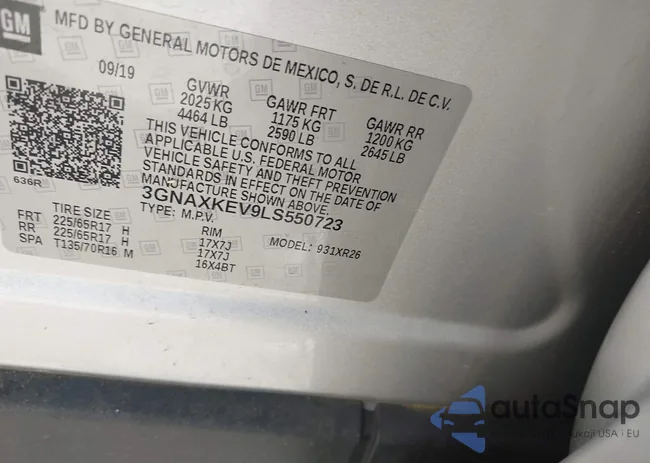 GM
MFD BY GENERAL MOTORS DE MEXICO, S. DE R.L. DE C.V.
09/19
GVWR GAWR FRT GAWR RR
2025 KG 1175 KG 1200 KG
4464 LB 2590 LB 2645 LB
THIS VEHICLE CONFORMS TO ALL
APPLICABLE U.S. FEDERAL MOTOR
VEHICLE SAFETY AND THEFT PREVENTION
STANDARDS IN EFFECT ON THE DATE OF
MANUFACTURE SHOWN ABOVE.
636R
3GNAXKEV9LS550723
TYPE: M.P.V. MODEL: 931XR26
TIRE SIZE RIM
FRT 225/65R17 H 17X7J
RR 225/65R17 H 17X7J
SPA T135/70R16 M 16X4BT
autoSnap
USA · EU